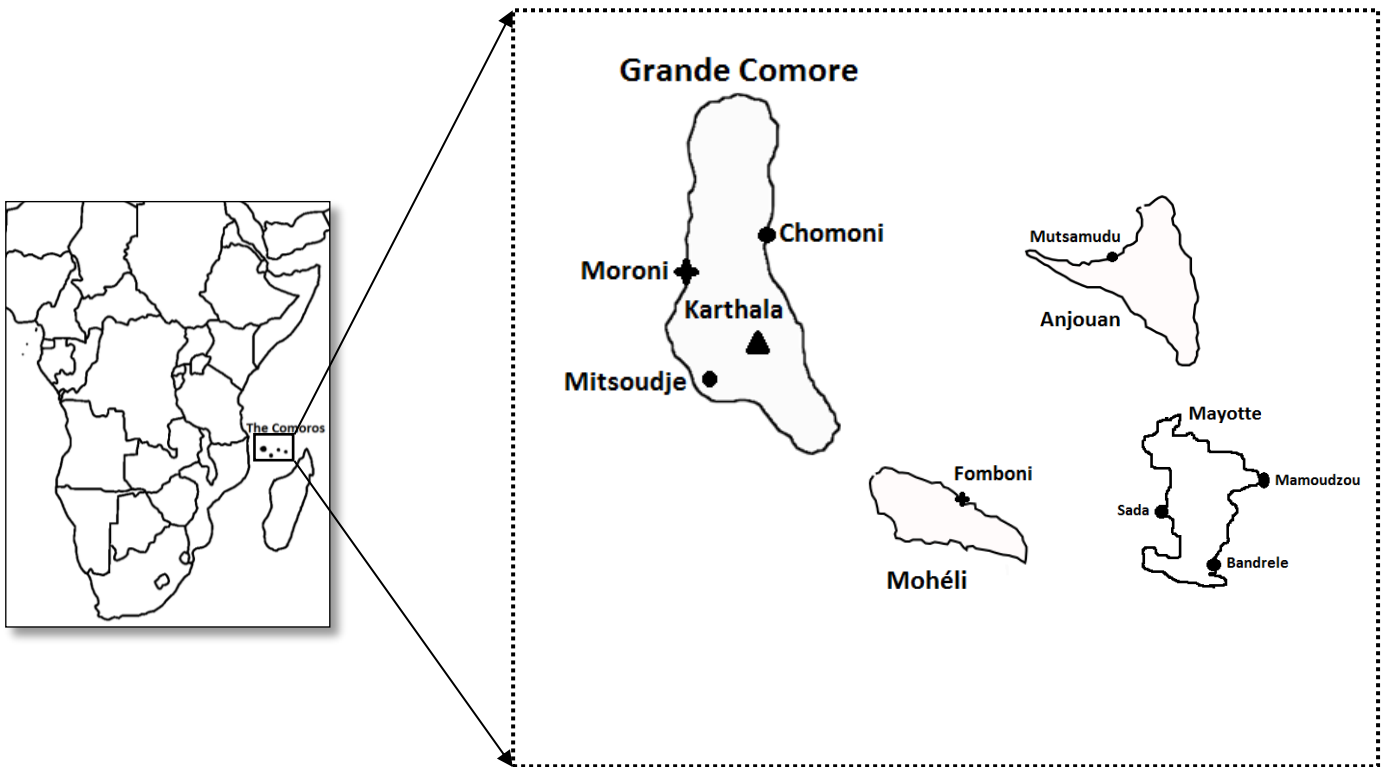 Grande Comore
Chomoni
Moroni
Karthala
Mitsoudje
Mutsamudu
Anjouan
The Comoros
Mayotte
Fomboni
Mamoudzou
Sada
Bandrele
Mohéli